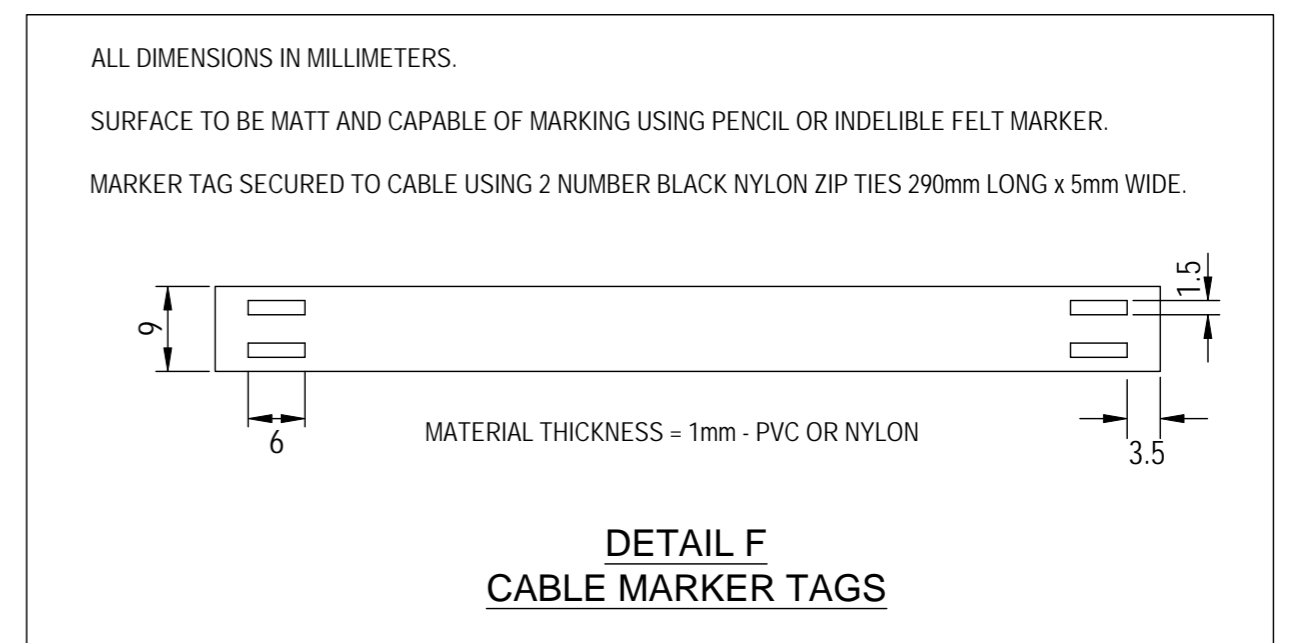 ALL DIMENSIONS IN MILLIMETERS.
SURFACE TO BE MATT AND CAPABLE OF MARKING USING PENCIL OR INDELIBLE FELT MARKER.
MARKER TAG SECURED TO CABLE USING 2 NUMBER BLACK NYLON ZIP TIES 290mm LONG x 5mm WIDE.
1.5
9
6
MATERIAL THICKNESS = 1mm - PVC OR NYLON
3.5
DETAIL F
CABLE MARKER TAGS